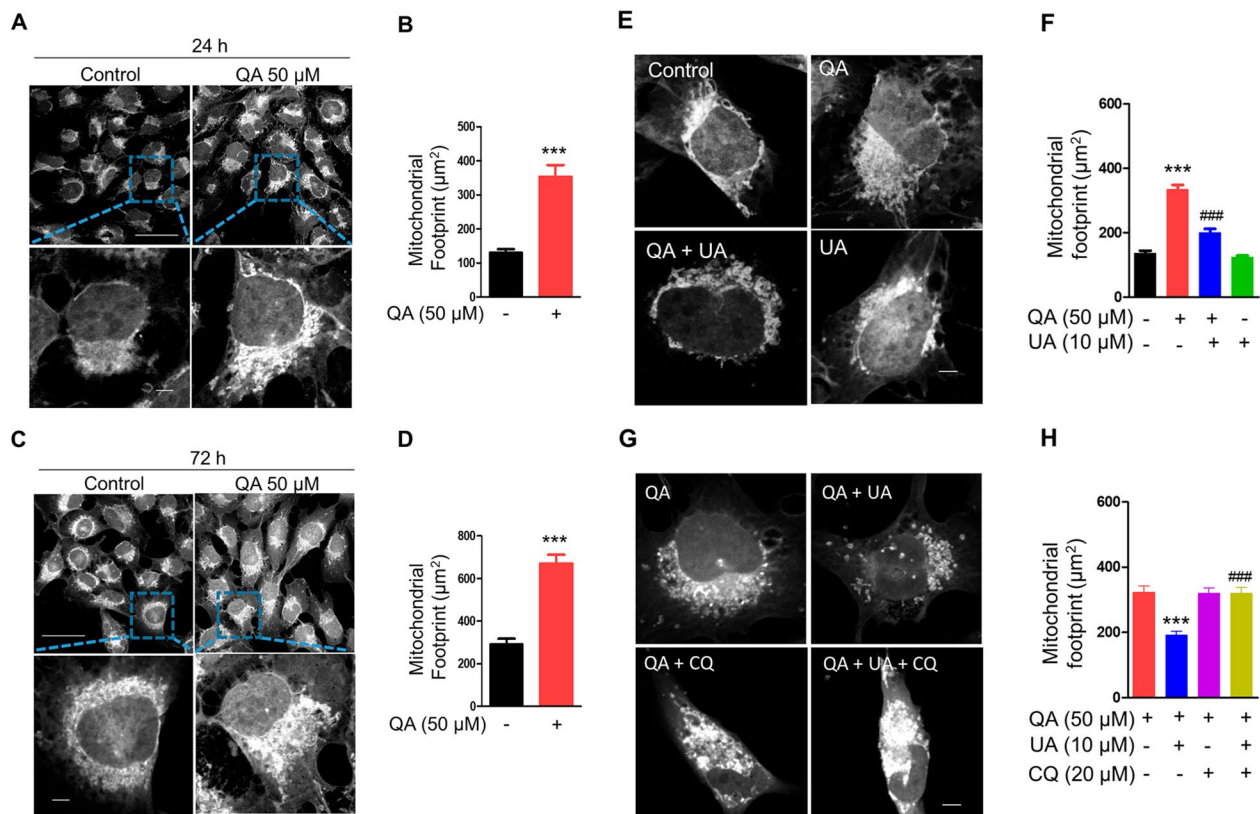 A
24 h
Control QA 50 µM
B
500
400
300
200
100
0
Mitochondrial
Footprint (µm²)
***
QA (50 µM) - +
C
72 h
Control QA 50 µM
D
800
600
400
200
0
Mitochondrial
Footprint (µm²)
***
QA (50 µM) - +
E
Control QA
QA + UA UA
F
600
400
200
0
Mitochondrial
footprint (µm²)
***
###
QA (50 µM) - + + -
UA (10 µM) - - + +
G
QA QA + UA
QA + CQ QA + UA + CQ
H
600
400
200
0
Mitochondrial
footprint (µm²)
***
###
QA (50 µM) + + + +
UA (10 µM) - + - +
CQ (20 µM) - - + +